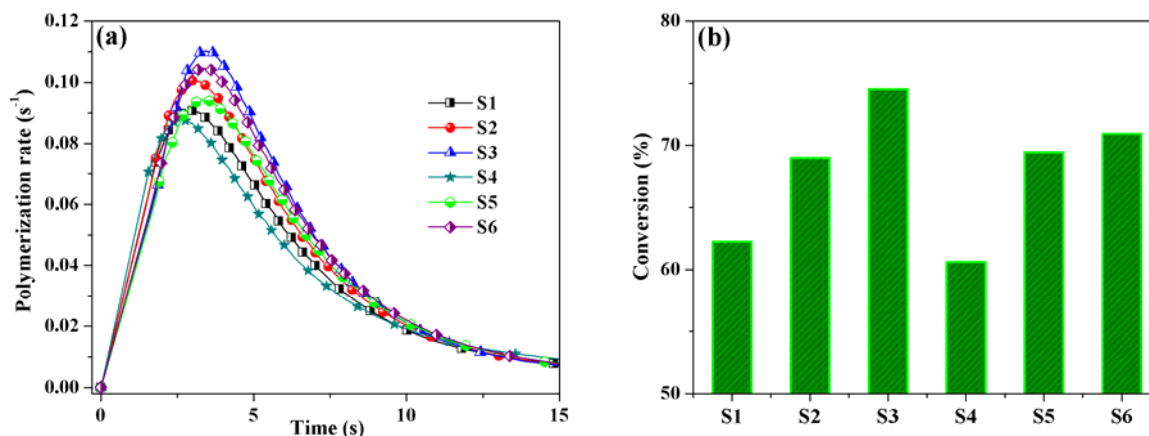 (a)
0.12
0.10
0.08
0.06
0.04
0.02
0.00
Polymerization rate (s-1)
S1
S2
S3
S4
S5
S6
0
5
10
15
Time (s)
(b)
80
70
60
50
Conversion (%)
S1 S2 S3 S4 S5 S6